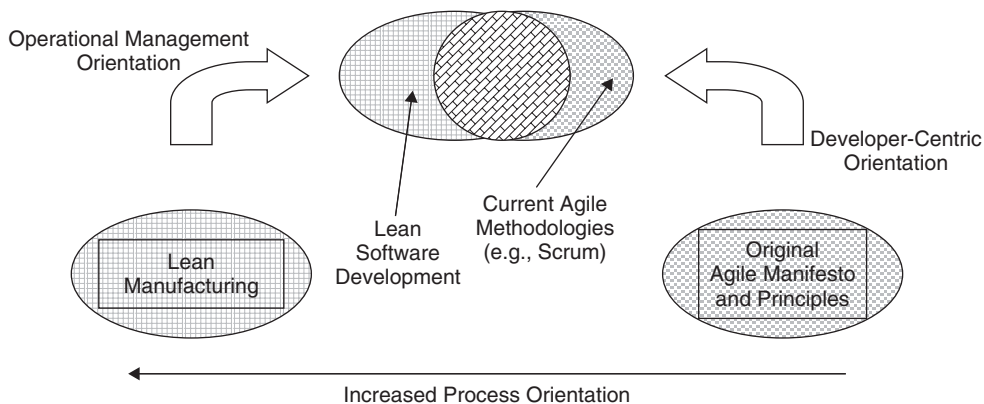 Operational Management
Orientation
Developer-Centric
Orientation
Lean
Software
Development
Current Agile
Methodologies
(e.g., Scrum)
Lean
Manufacturing
Original
Agile Manifesto
and Principles
Increased Process Orientation